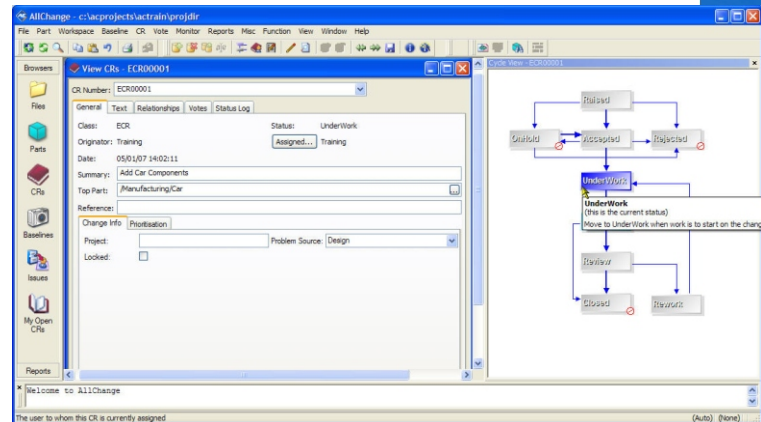 AllChange - c:\acprojects\actrain\projdir
File Part Workspace Baseline CR Vote Monitor Reports Misc Function View Window Help
Browsers
Files
Parts
CRs
Baselines
Issues
My Open
CRs
Reports
View CRs - ECR00001
CR Number: ECR00001
General Text Relationships Votes Status Log
Class: ECR Status: UnderWork
Originator: Training Assigned... Training
Date: 05/01/07 14:02:11
Summary: Add Car Components
Top Part: /Manufacturing/Car
Reference:
Change Info Prioritisation
Project: Problem Source: Design
Locked:
Cycle View - ECR00001
Raised
OnHold Accepted Rejected
UnderWork
UnderWork
(this is the current status)
Move to UnderWork when work is to start on the chang
Review
Closed Rework
Welcome to AllChange
The user to whom this CR is currently assigned (Auto) (None)